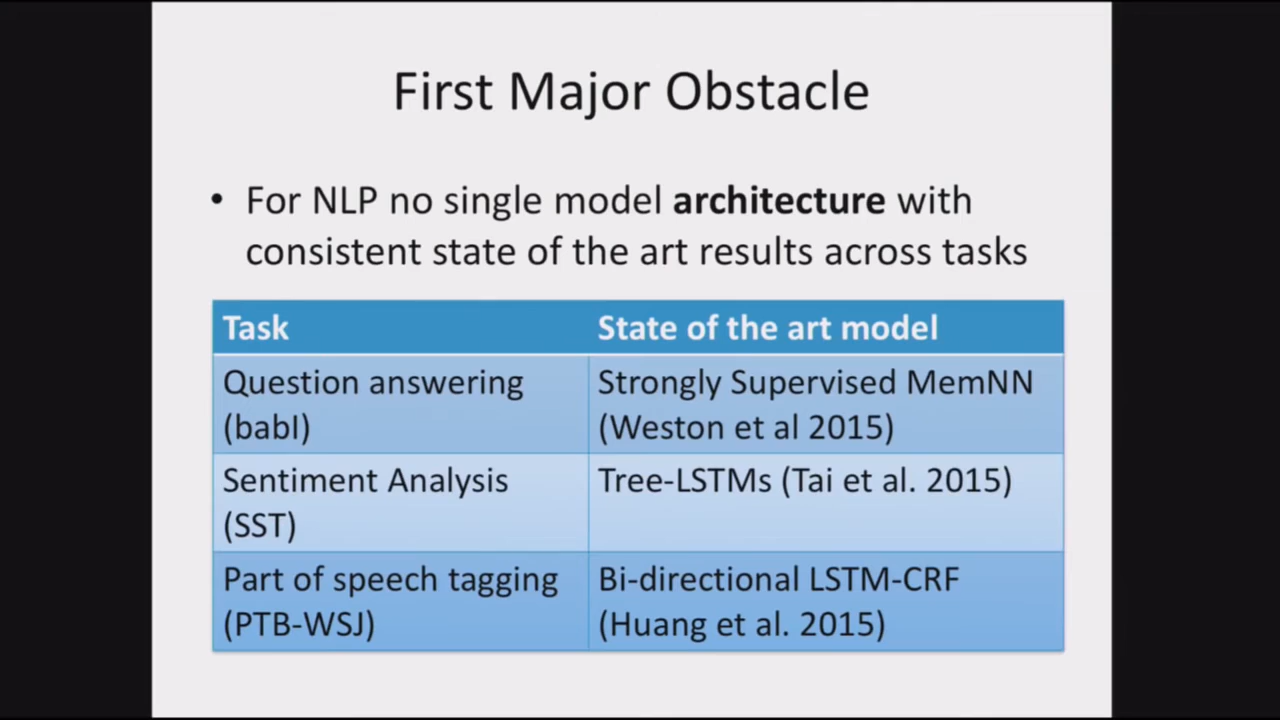 First Major Obstacle
• For NLP no single model architecture with
consistent state of the art results across tasks
Task State of the art model
Question answering
(babI)
Strongly Supervised MemNN
(Weston et al 2015)
Sentiment Analysis
(SST)
Tree-LSTMs (Tai et al. 2015)
Part of speech tagging
(PTB-WSJ)
Bi-directional LSTM-CRF
(Huang et al. 2015)